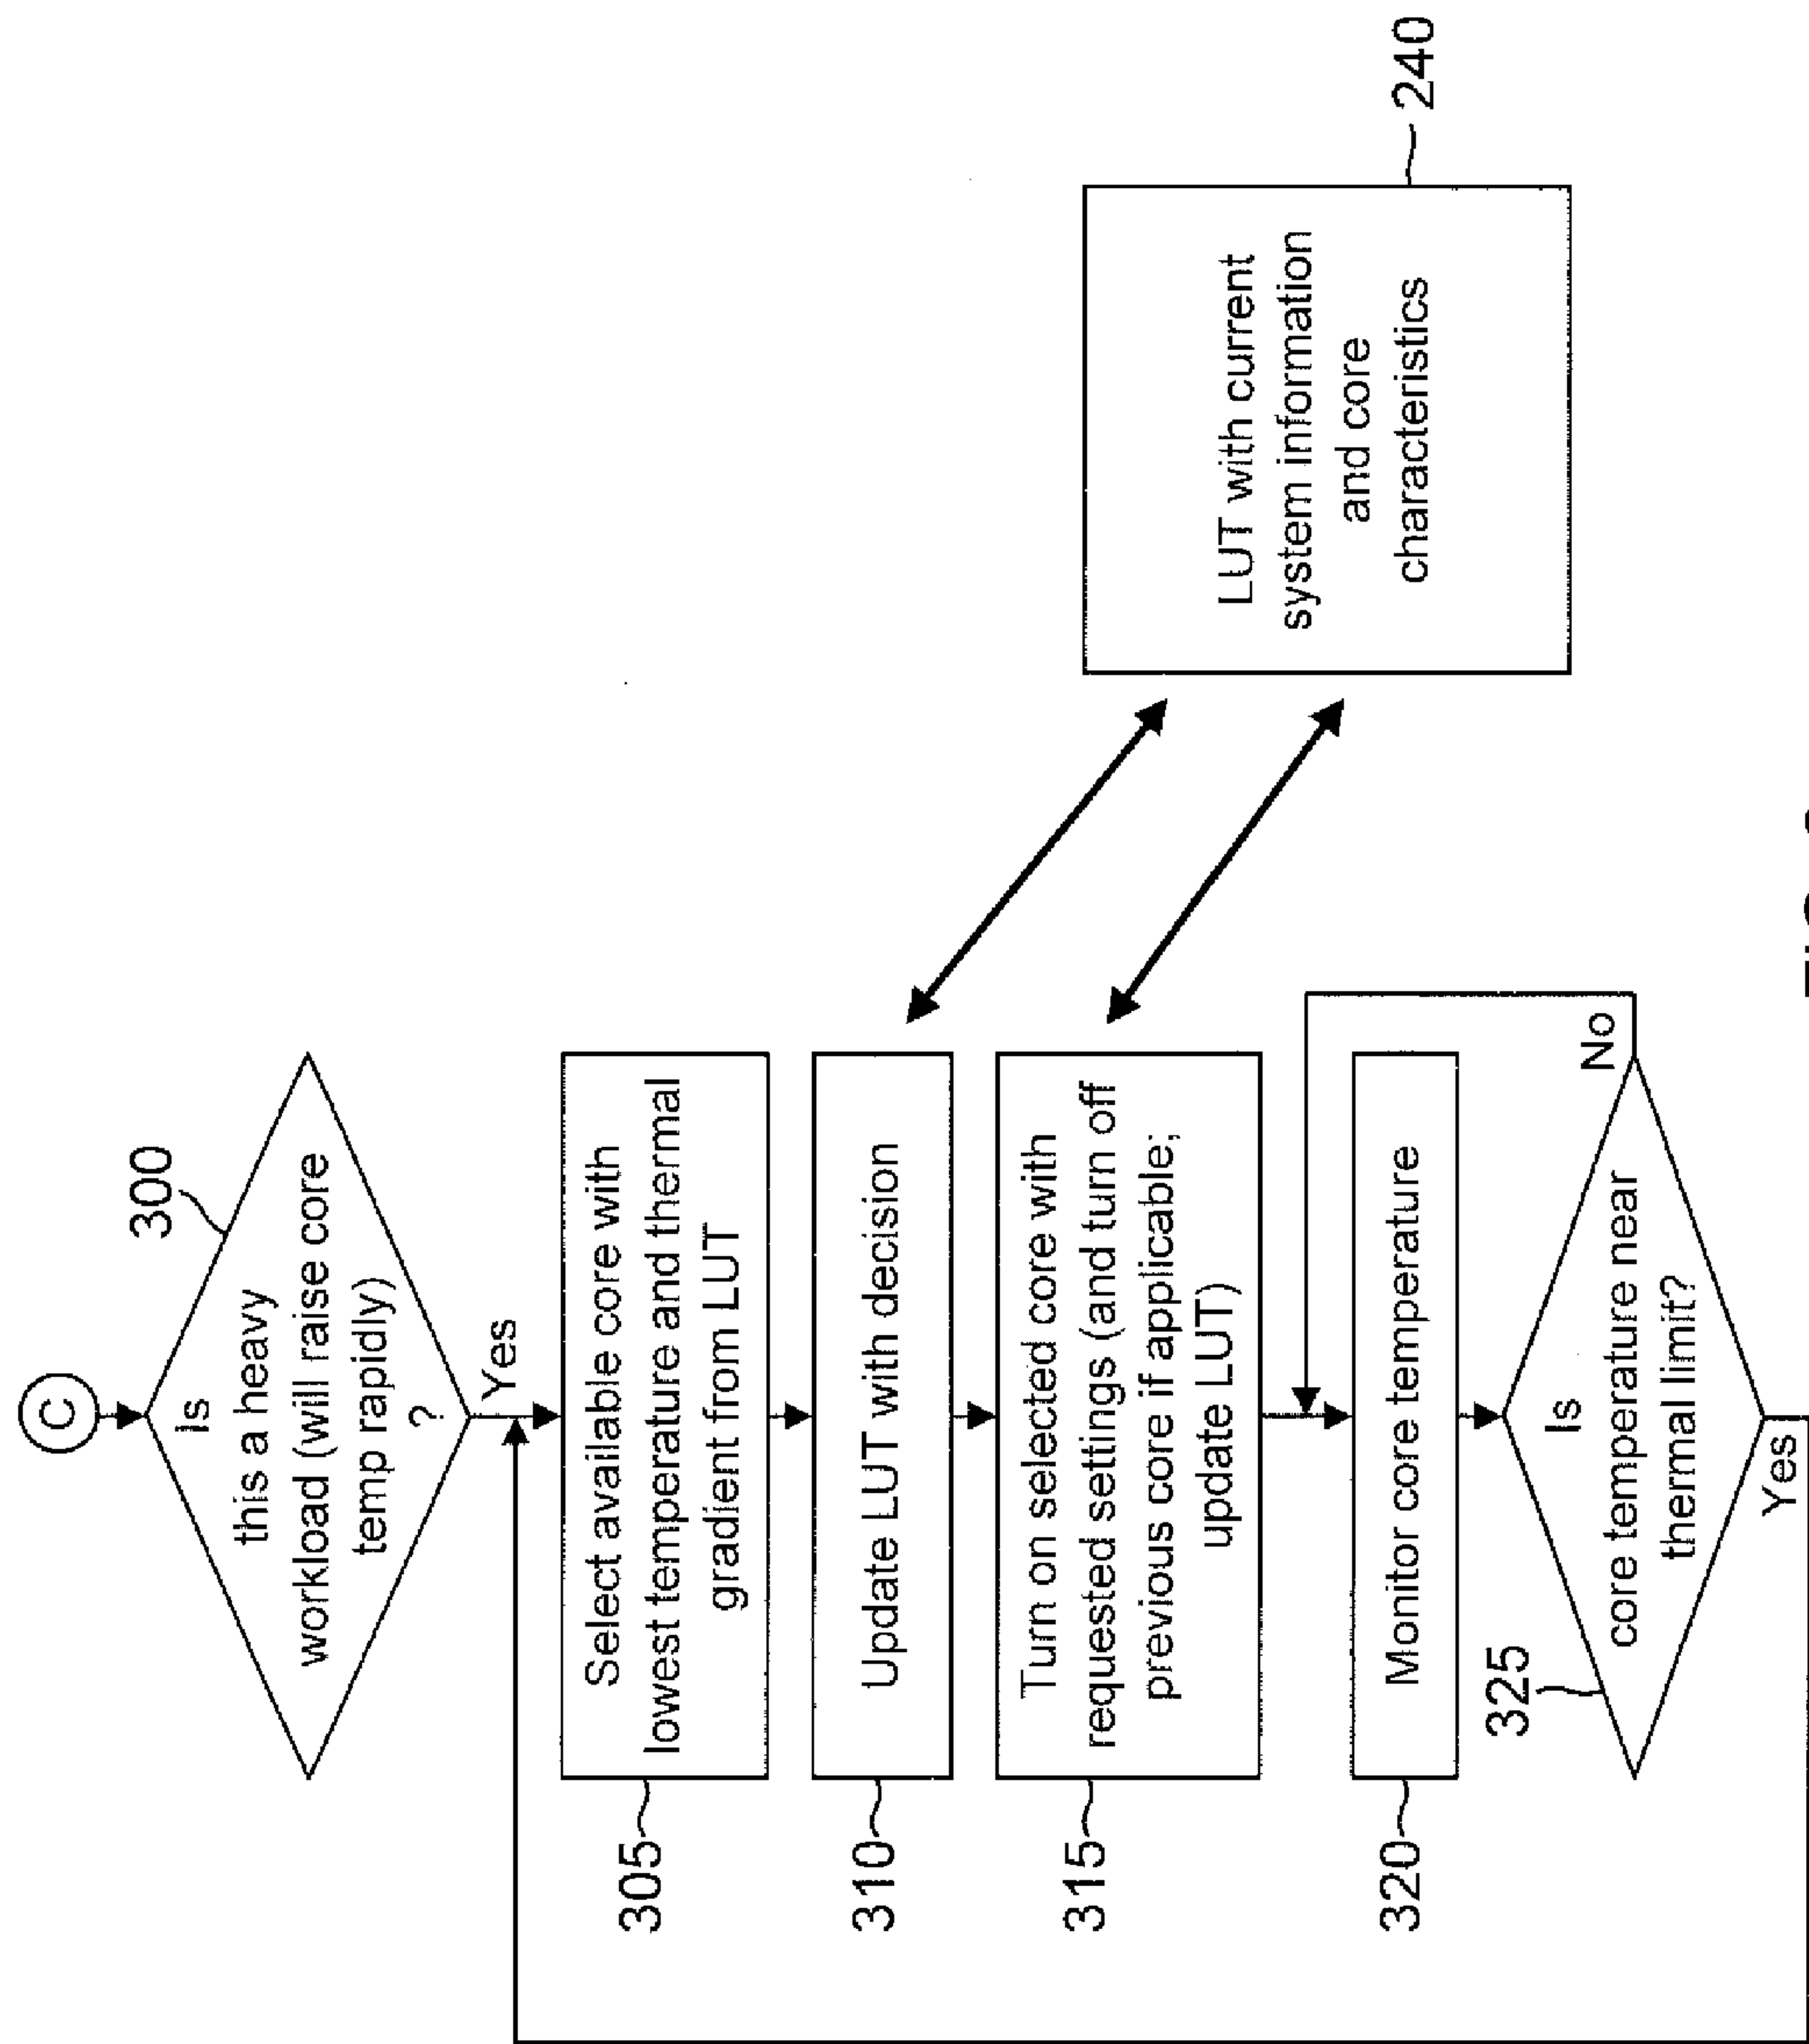 C
300
Is
this a heavy
workload (will raise core
temp rapidly)
?
Yes
305
Select available core with
lowest temperature and thermal
gradient from LUT
310
Update LUT with decision
315
Turn on selected core with
requested settings (and turn off
previous core if applicable;
update LUT)
320
Monitor core temperature
325
Is
core temperature near
thermal limit?
No
Yes
LUT with current
system information
and core
characteristics
240